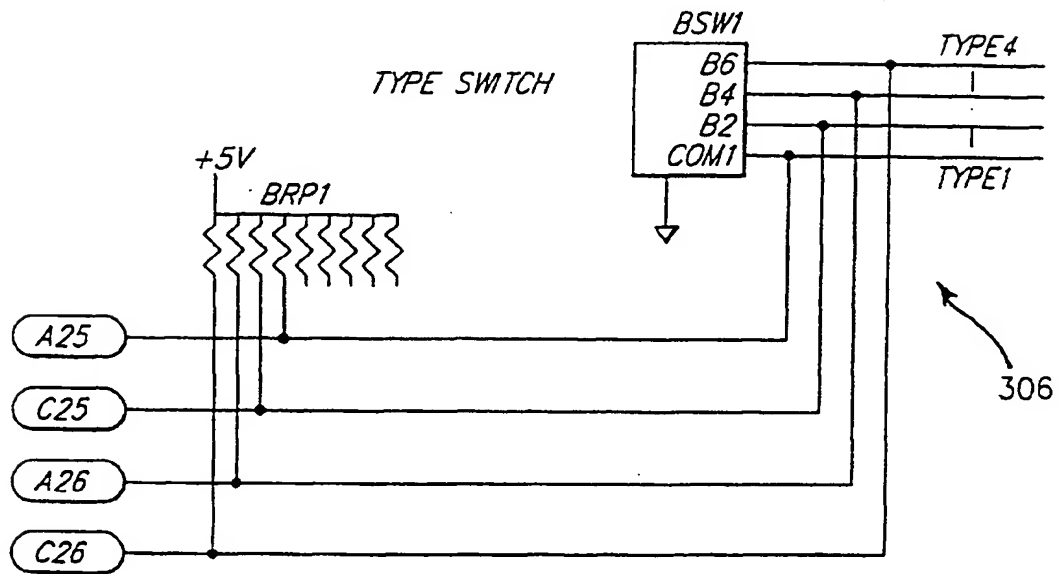 BSW1
TYPE SWITCH
B6
B4
B2
COM1
TYPE4
TYPE1
+5V
BRP1
A25
C25
A26
C26
306